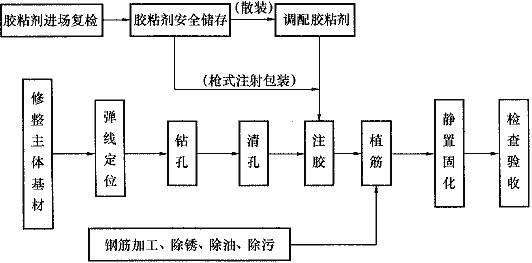 胶粘剂进场复检
胶粘剂安全储存
(散装)
调配胶粘剂
(枪式注射包装)
修整主体基材
弹线定位
钻孔
清孔
注胶
植筋
静置固化
检查验收
钢筋加工、除锈、除油、除污